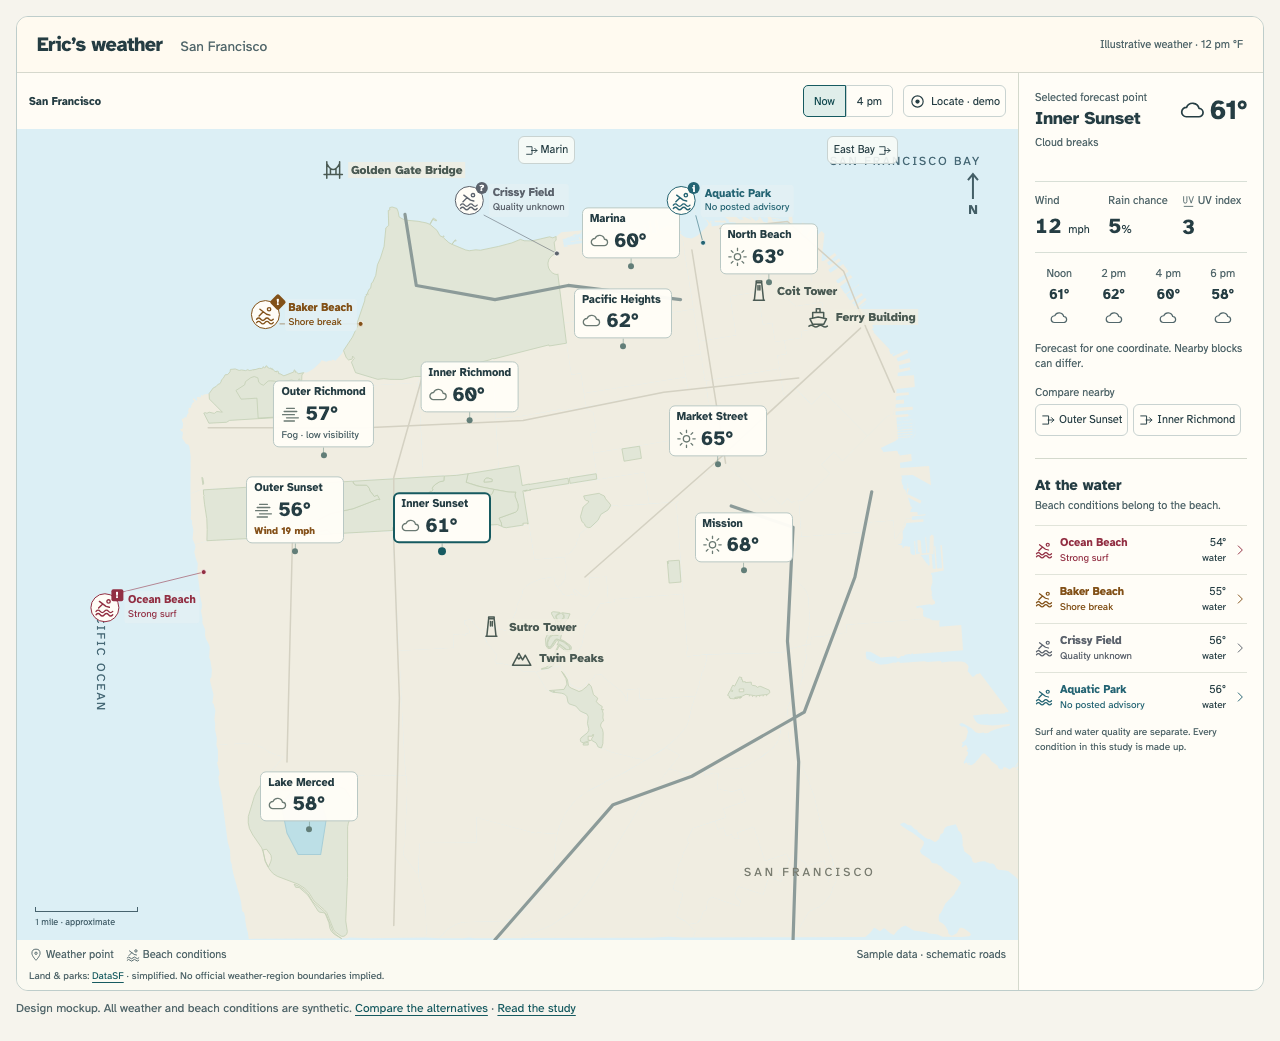 Eric's weather
San Francisco
Illustrative weather · 12 pm °F
San Francisco
Now
4 pm
Locate · demo
Marin
East Bay
SAN FRANCISCO BAY
N
Golden Gate Bridge
Crissy Field
Quality unknown
Aquatic Park
No posted advisory
Marina
60°
North Beach
63°
Coit Tower
Ferry Building
Pacific Heights
62°
Baker Beach
Shore break
Inner Richmond
60°
Outer Richmond
57°
Fog · low visibility
Market Street
65°
Outer Sunset
56°
Wind 19 mph
Inner Sunset
61°
Mission
68°
Ocean Beach
Strong surf
IFIC OCEAN
Sutro Tower
Twin Peaks
Lake Merced
58°
SAN FRANCISCO
1 mile · approximate
Weather point
Beach conditions
Sample data · schematic roads
Land & parks: DataSF · simplified. No official weather-region boundaries implied.
Selected forecast point
Inner Sunset
61°
Cloud breaks
Wind
12 mph
Rain chance
5%
UV UV index
3
Noon 2 pm 4 pm 6 pm
61° 62° 60° 58°
Forecast for one coordinate. Nearby blocks
can differ.
Compare nearby
Outer Sunset
Inner Richmond
At the water
Beach conditions belong to the beach.
Ocean Beach
Strong surf
54°
water
Baker Beach
Shore break
55°
water
Crissy Field
Quality unknown
56°
water
Aquatic Park
No posted advisory
56°
water
Surf and water quality are separate. Every
condition in this study is made up.
Design mockup. All weather and beach conditions are synthetic. Compare the alternatives · Read the study